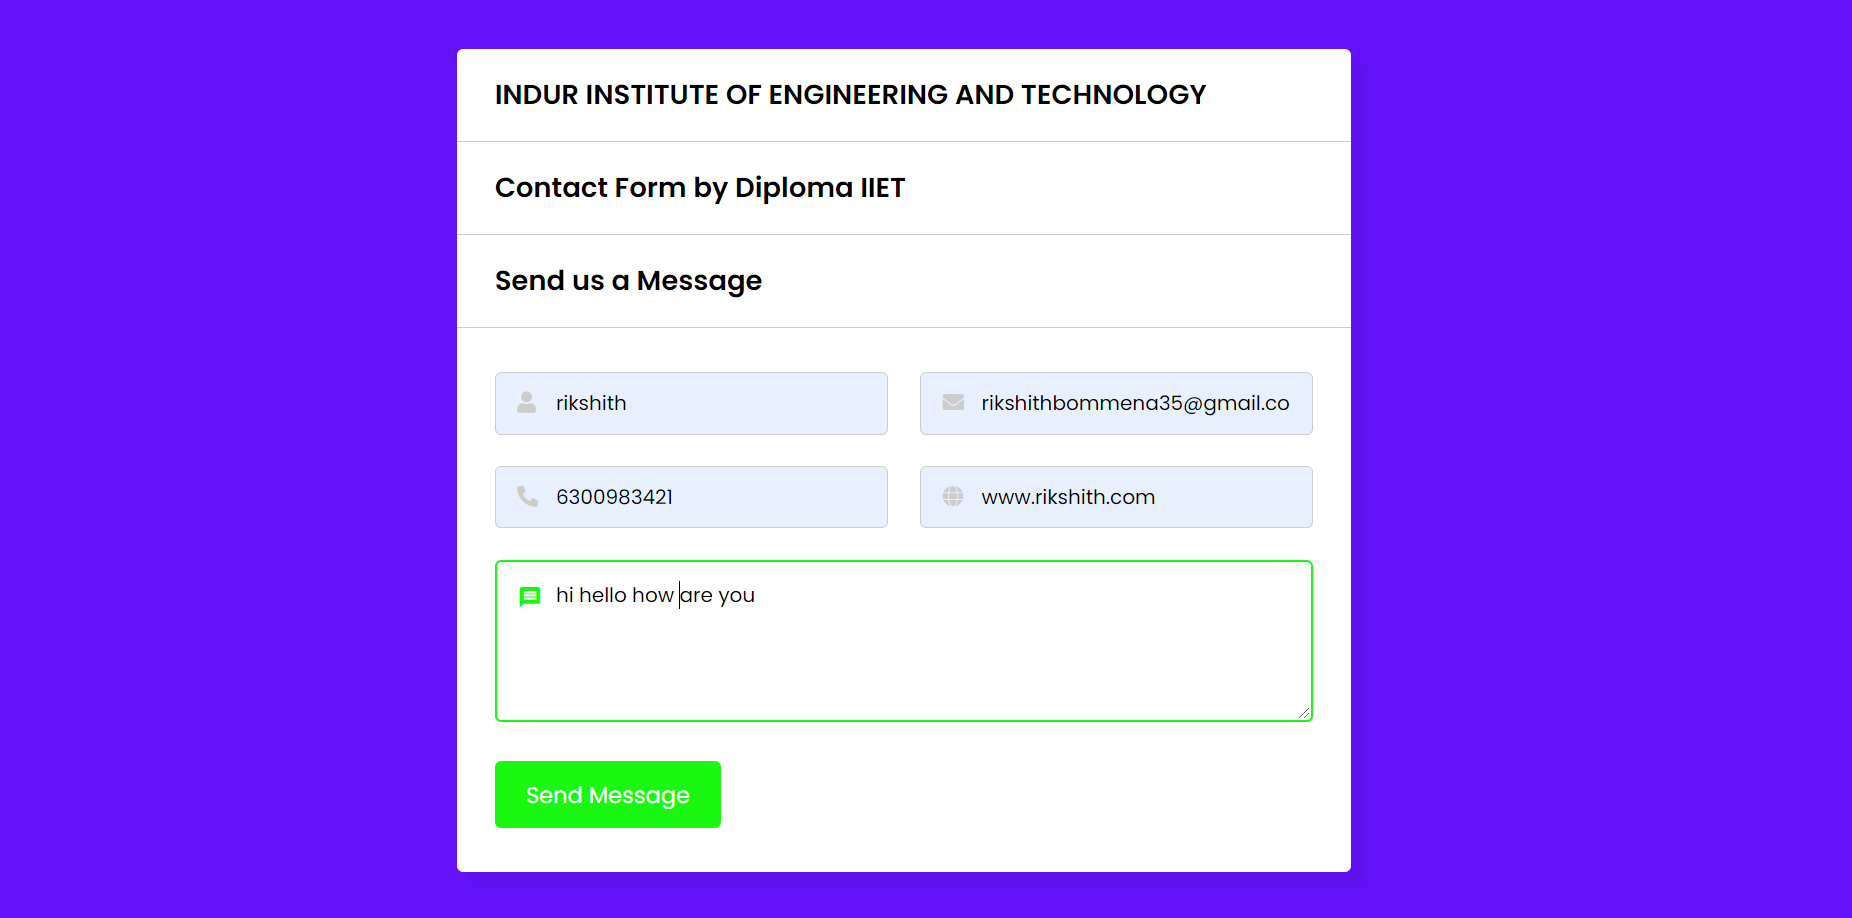 INDUR INSTITUTE OF ENGINEERING AND TECHNOLOGY
Contact Form by Diploma IIET
Send us a Message
rikshith
rikshithbommena35@gmail.co
6300983421
www.rikshith.com
hi hello how are you
Send Message